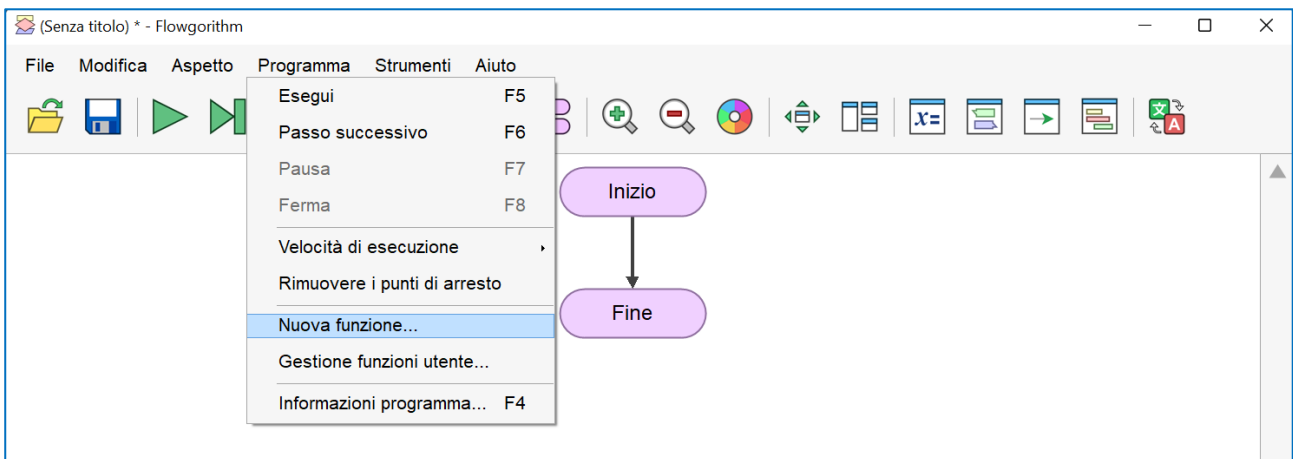 (Senza titolo) * - Flowgorithm
File Modifica Aspetto Programma Strumenti Aiuto
x=
文 A
Esegui F5
Passo successivo F6
Pausa F7
Ferma F8
Velocità di esecuzione
Rimuovere i punti di arresto
Nuova funzione...
Gestione funzioni utente...
Informazioni programma... F4
Inizio
Fine